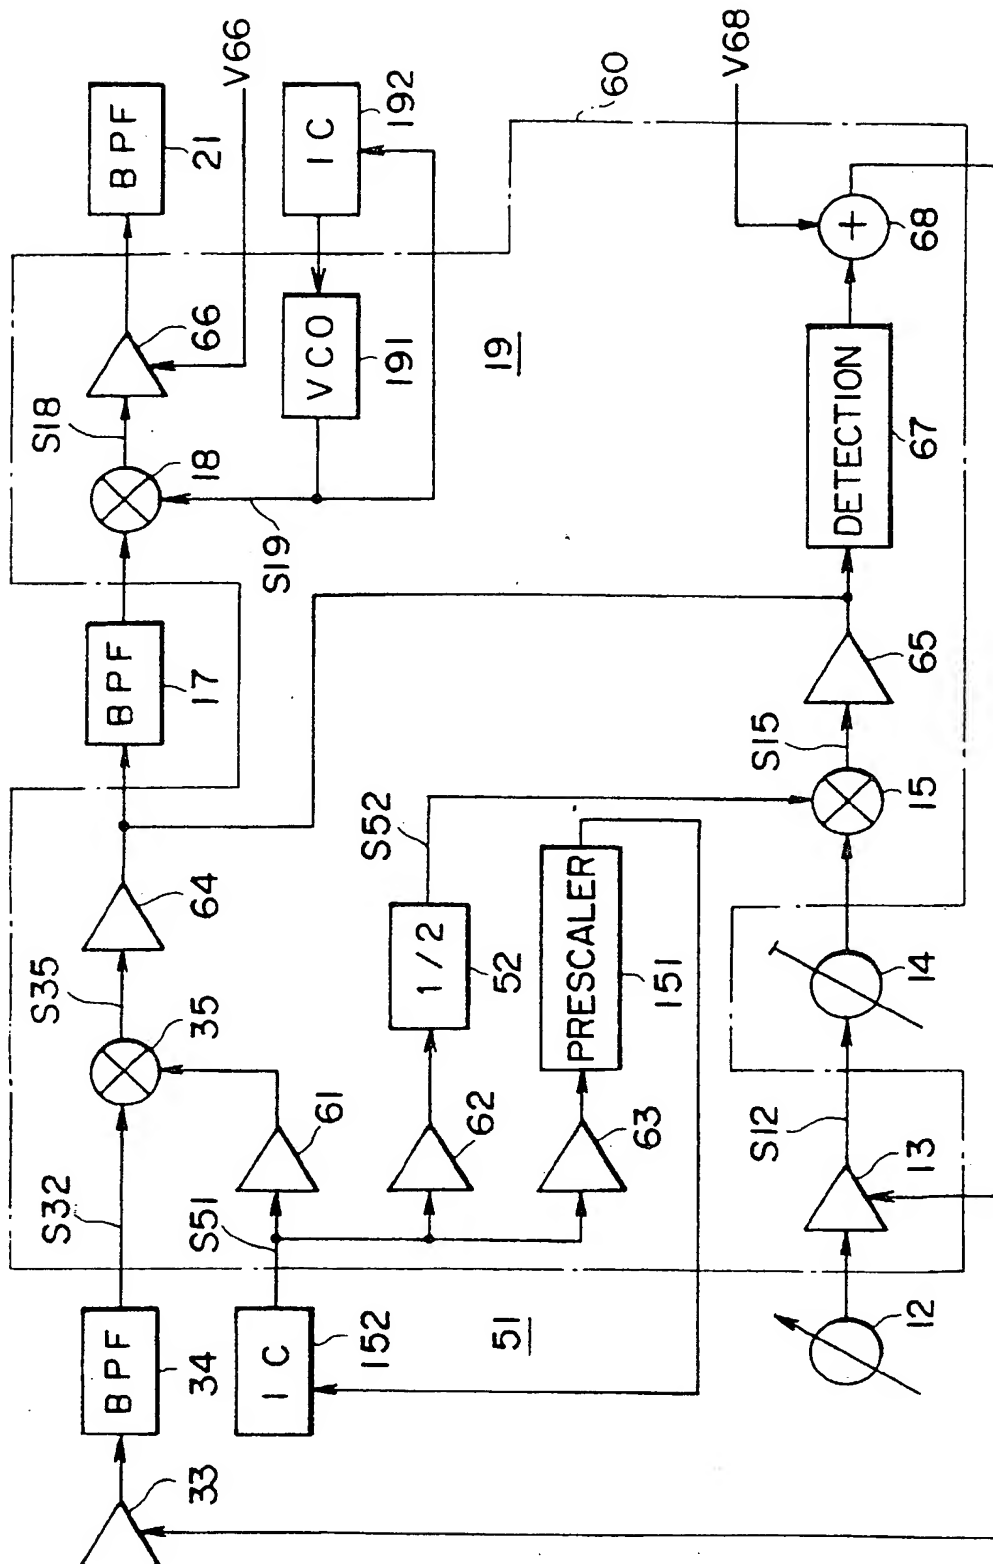 33
BPF
34
S32
35
S35
64
BPF
17
18
S18
66
BPF
21
V66
IC
152
S51
61
62
63
51
1/2
52
S52
PRESCALER
151
S19
VCO
191
IC
192
19
60
12
13
S12
14
15
S15
65
DETECTION
67
+
68
V68